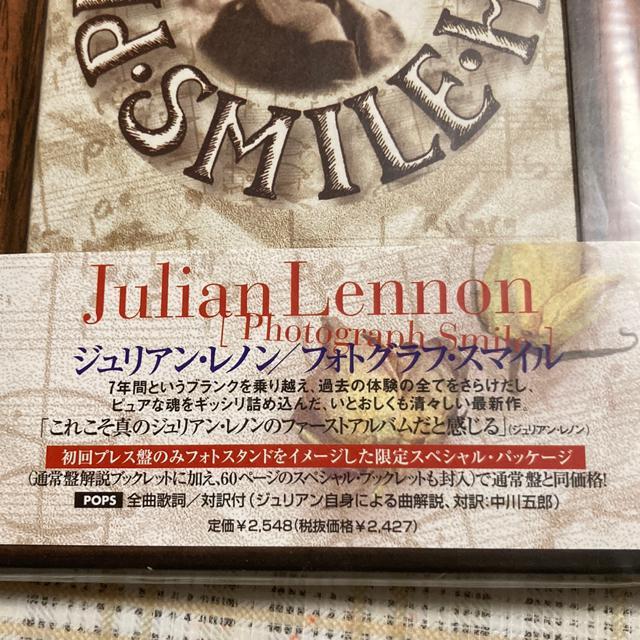 SMILE
Julian Lennon
[ Photograph Smile ]
ジュリアン・レノン/フォトグラフ・スマイル
7年間というブランクを乗り越え、過去の体験の全てをさらけだし、
ピュアな魂をギッシリ詰め込んだ、いとおしくも清々しい最新作。
「これこそ真のジュリアン・レノンのファーストアルバムだと感じる」(ジュリアン・レノン)
初回プレス盤のみフォトスタンドをイメージした限定スペシャル・パッケージ
(通常盤解説ブックレットに加え、60ページのスペシャル・ブックレットも封入)で通常盤と同価格!
POPS 全曲歌詞/対訳付(ジュリアン自身による曲解説、対訳:中川五郎)
定価¥2,548(税抜価格¥2,427)